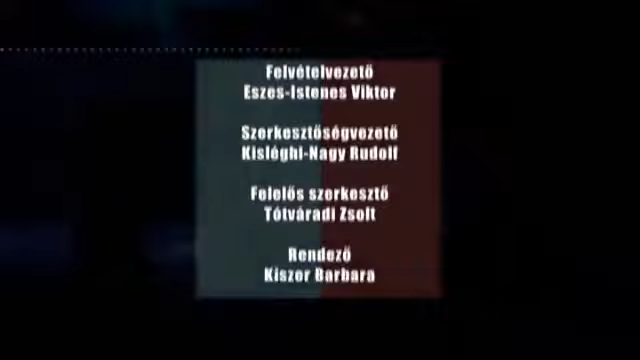 Felvételvezető
Eszes-Istenes Viktor
Szerkesztőségvezető
Kisléghi-Nagy Rudolf
Felelős szerkesztő
Tótváradi Zsolt
Rendező
Kiszer Barbara